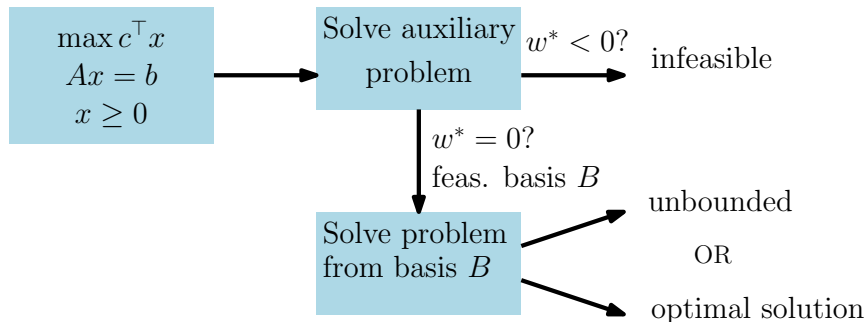 max c⊤x
Ax = b
x ≥ 0
Solve auxiliary
problem
w* < 0?
infeasible
w* = 0?
feas. basis B
Solve problem
from basis B
unbounded
OR
optimal solution